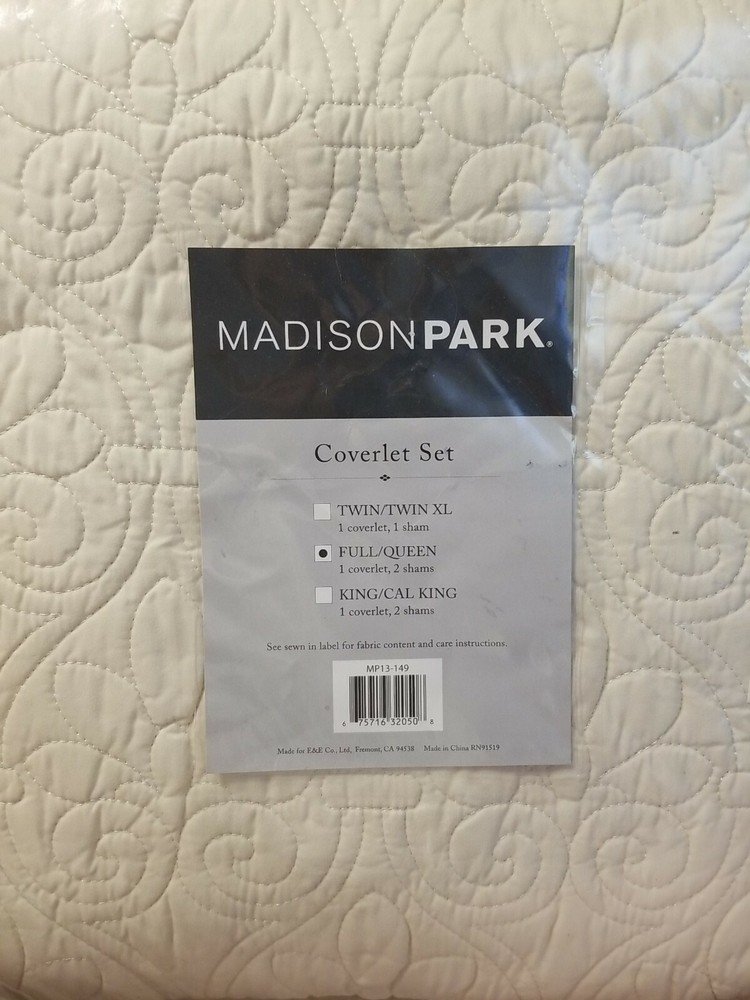 MADISONPARK®
Coverlet Set
TWIN/TWIN XL
1 coverlet, 1 sham
FULL/QUEEN
1 coverlet, 2 shams
KING/CAL KING
1 coverlet, 2 shams
See sewn in label for fabric content and care instructions.
MP13-149
6 75716 32050 8
Made for E&E Co., Ltd, Fremont, CA 94538 Made in China RN91519